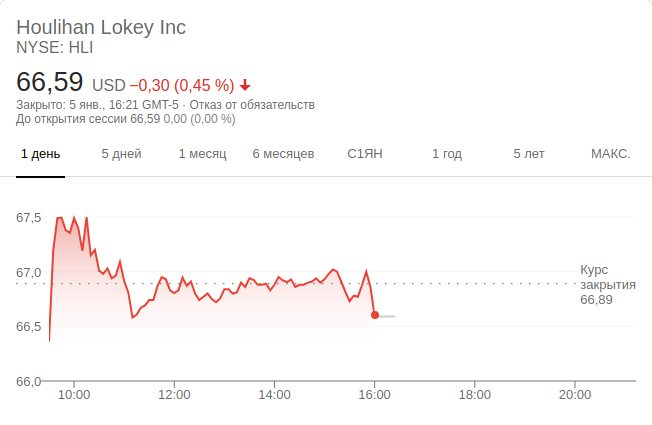 Houlihan Lokey Inc
NYSE: HLI
66,59 USD −0,30 (0,45 %)
Закрыто: 5 янв., 16:21 GMT-5 · Отказ от обязательств
До открытия сессии 66,59 0,00 (0,00 %)
1 день 5 дней 1 месяц 6 месяцев С1ЯН 1 год 5 лет МАКС.
67,5
67,0
66,5
66,0
Курс
закрытия
66,89
10:00 12:00 14:00 16:00 18:00 20:00